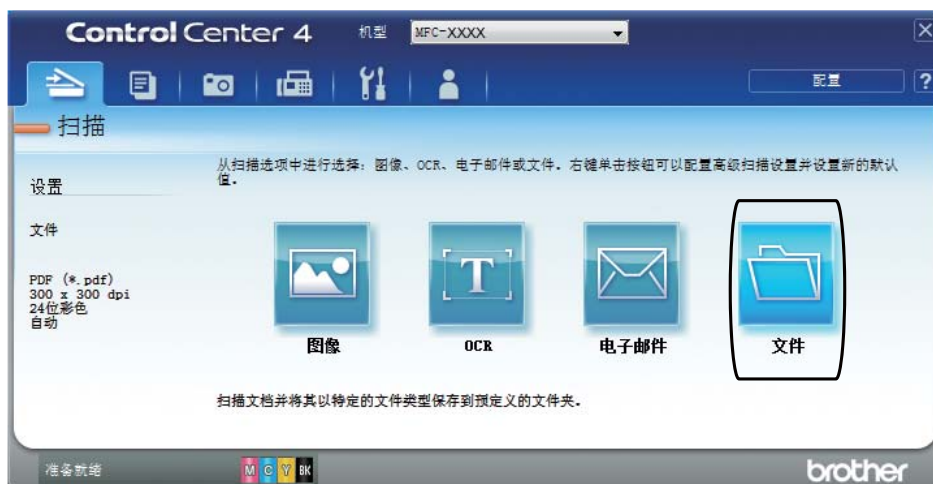 Control Center 4 机型 MFC-XXXX
配置 ?
扫描
从扫描选项中进行选择：图像、OCR、电子邮件或文件。右键单击按钮可以配置高级扫描设置并设置新的默认
值。
设置
文件
PDF (*.pdf)
300 x 300 dpi
24位彩色
自动
T
图像 OCR 电子邮件 文件
扫描文档并将其以特定的文件类型保存到预定义的文件夹。
准备就绪 M C Y BK brother